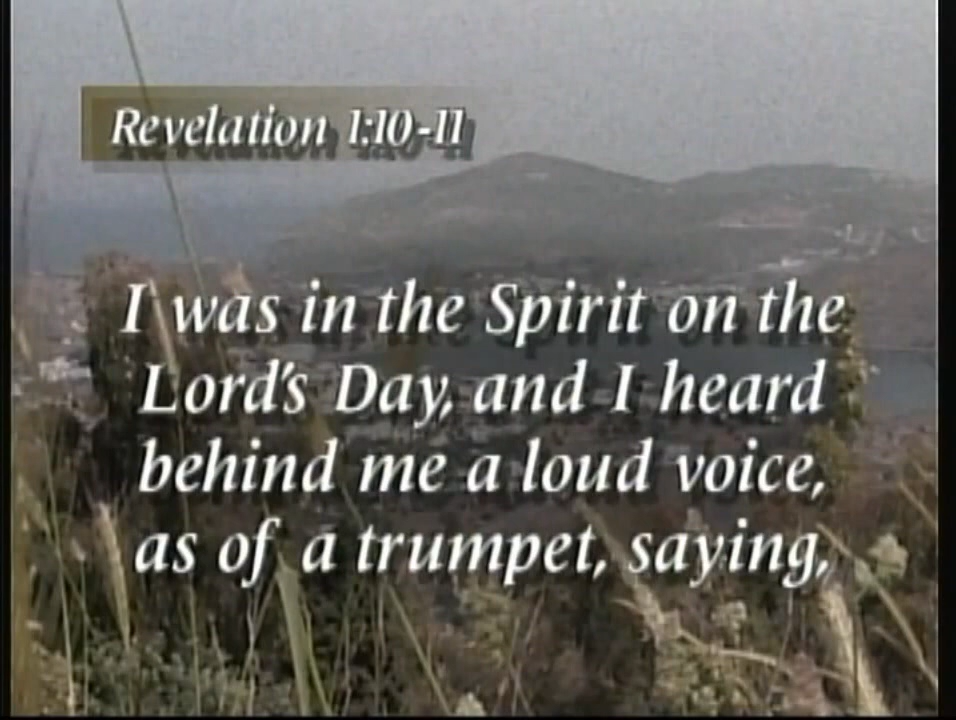 Revelation 1:10-11
I was in the Spirit on the
Lord's Day, and I heard
behind me a loud voice,
as of a trumpet, saying,